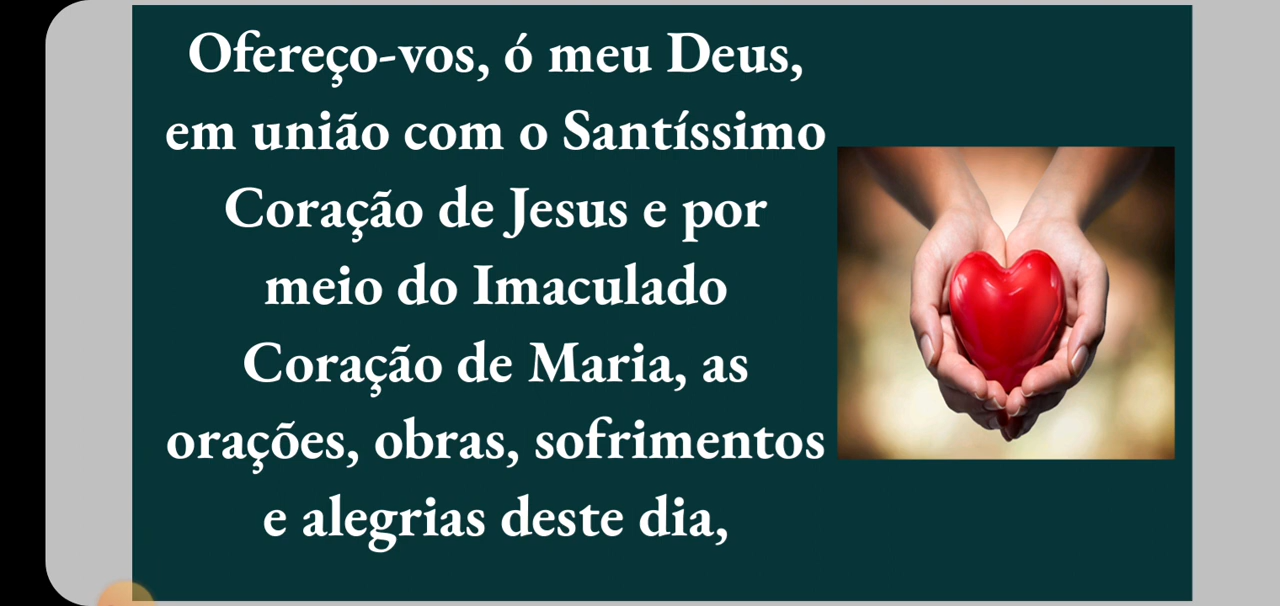 Ofereço-vos, ó meu Deus,
em união com o Santíssimo
Coração de Jesus e por
meio do Imaculado
Coração de Maria, as
orações, obras, sofrimentos
e alegrias deste dia,